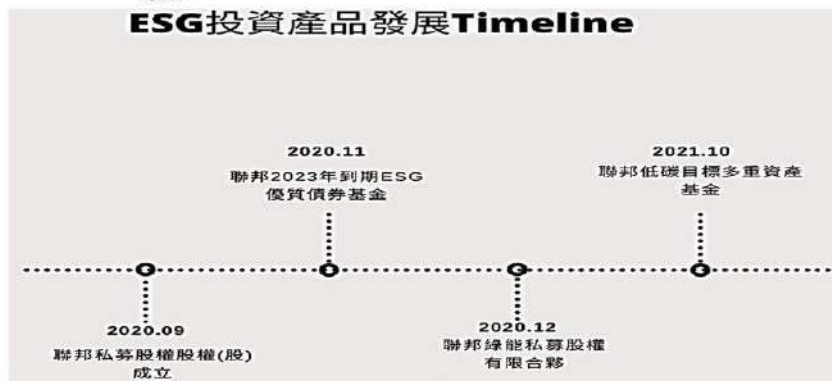 ESG投資產品發展Timeline
2020.11
聯邦2023年到期ESG
優質債券基金
2021.10
聯邦低碳目標多重資產
基金
2020.09
聯邦私募股權股權(股)
成立
2020.12
聯邦綠能私募股權
有限合夥